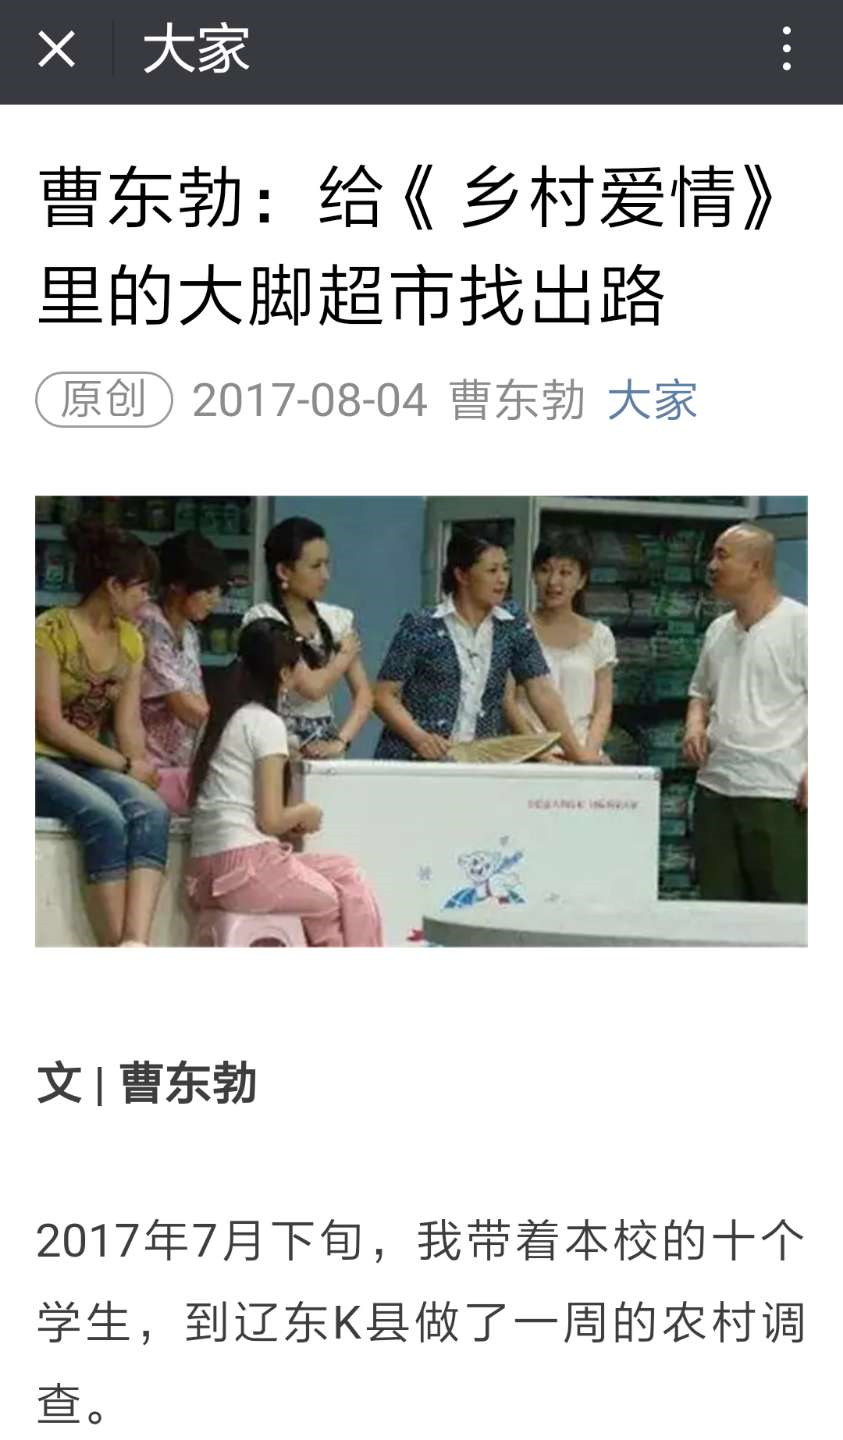 大家
曹东勃：给《 乡村爱情》
里的大脚超市找出路
原创 2017-08-04 曹东勃 大家
文 | 曹东勃
2017年7月下旬，我带着本校的十个
学生，到辽东K县做了一周的农村调
查。